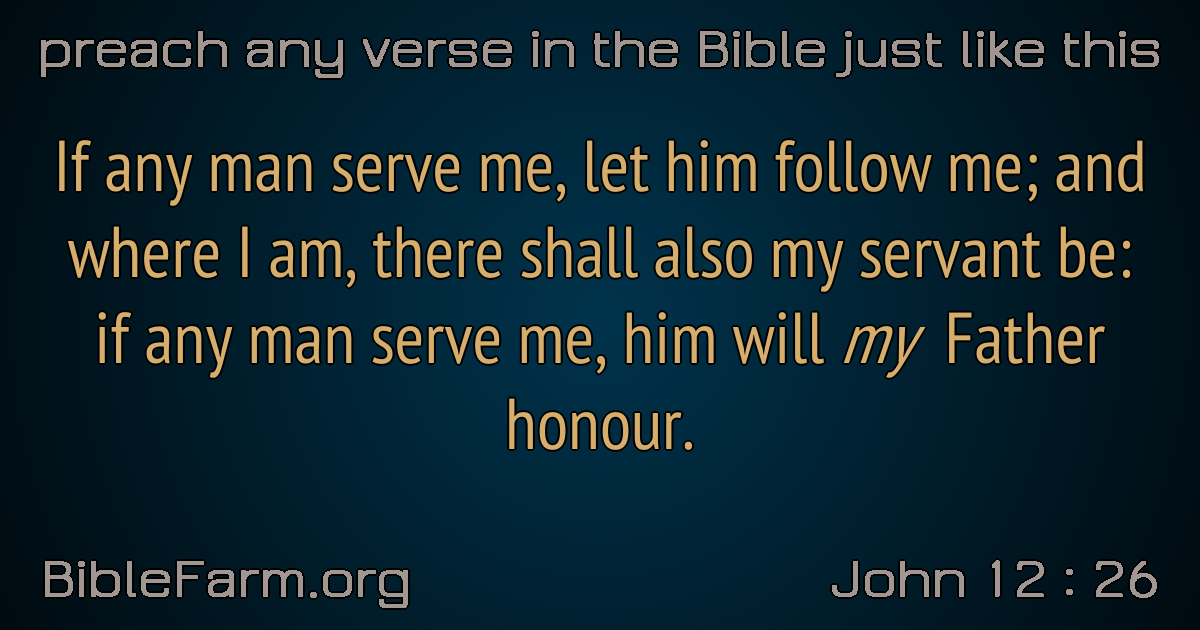 preach any verse in the Bible just like this
If any man serve me, let him follow me; and
where I am, there shall also my servant be:
if any man serve me, him will my Father
honour.
BibleFarm.org
John 12 : 26